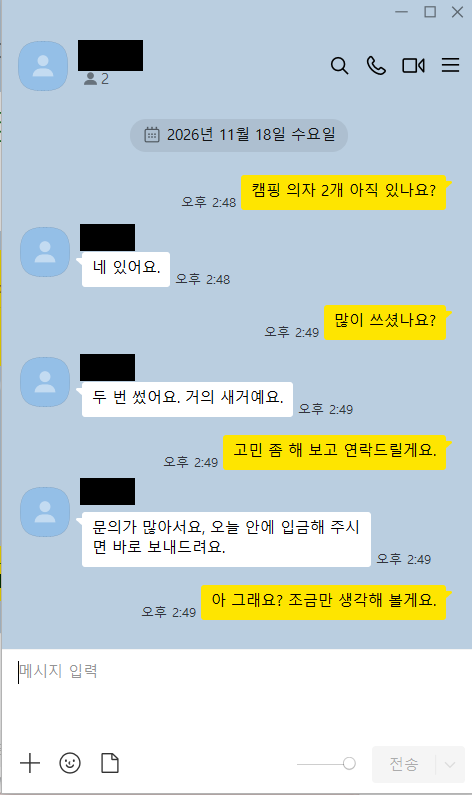 2
2026년 11월 18일 수요일
캠핑 의자 2개 아직 있나요?
오후 2:48
네 있어요.
오후 2:48
많이 쓰셨나요?
오후 2:49
두 번 썼어요. 거의 새거예요.
오후 2:49
고민 좀 해 보고 연락드릴게요.
오후 2:49
문의가 많아서요, 오늘 안에 입금해 주시
면 바로 보내드려요.
오후 2:49
아 그래요? 조금만 생각해 볼게요.
오후 2:49
메시지 입력
전송